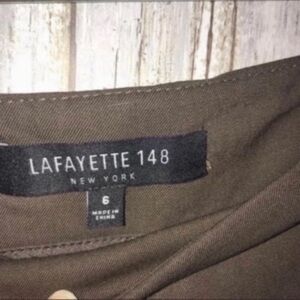 LAFAYETTE 148
NEW YORK
6
MADE IN
CHINA